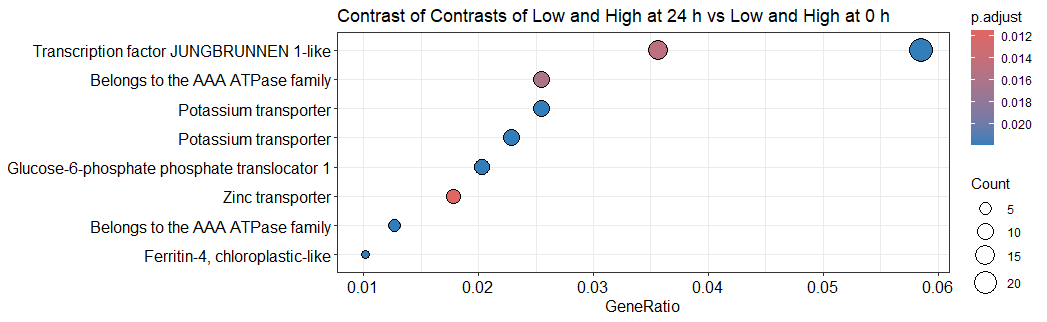 Contrast of Contrasts of Low and High at 24 h vs Low and High at 0 h
Transcription factor JUNGBRUNNEN 1-like
Belongs to the AAA ATPase family
Potassium transporter
Potassium transporter
Glucose-6-phosphate phosphate translocator 1
Zinc transporter
Belongs to the AAA ATPase family
Ferritin-4, chloroplastic-like
0.01 0.02 0.03 0.04 0.05 0.06
GeneRatio
p.adjust
0.012
0.014
0.016
0.018
0.020
Count
5
10
15
20